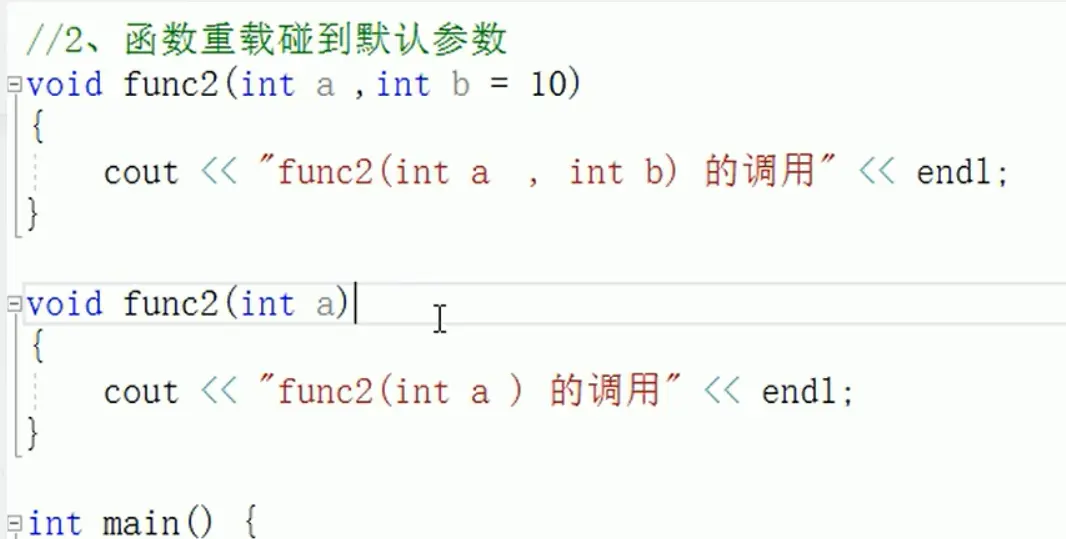 //2、函数重载碰到默认参数
void func2(int a ,int b = 10)
{
cout << "func2(int a  , int b) 的调用" << endl;
}
void func2(int a)
{
cout << "func2(int a ) 的调用" << endl;
}
int main() {